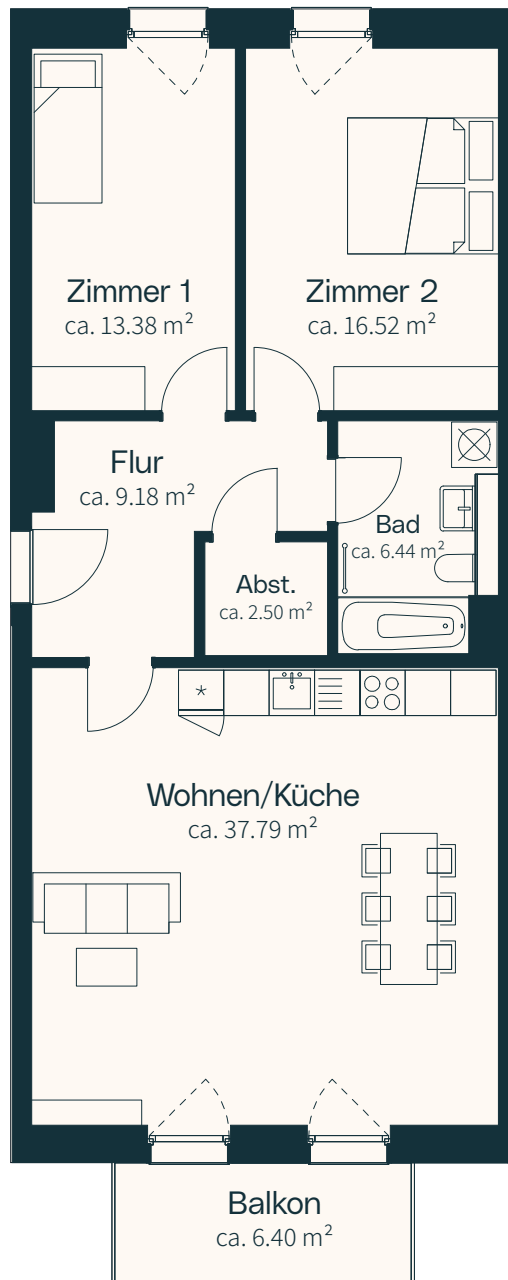 Zimmer 1
ca. 13.38 m²
Zimmer 2
ca. 16.52 m²
Flur
ca. 9.18 m²
Bad
ca. 6.44 m²
Abst.
ca. 2.50 m²
*
Wohnen/Küche
ca. 37.79 m²
Balkon
ca. 6.40 m²